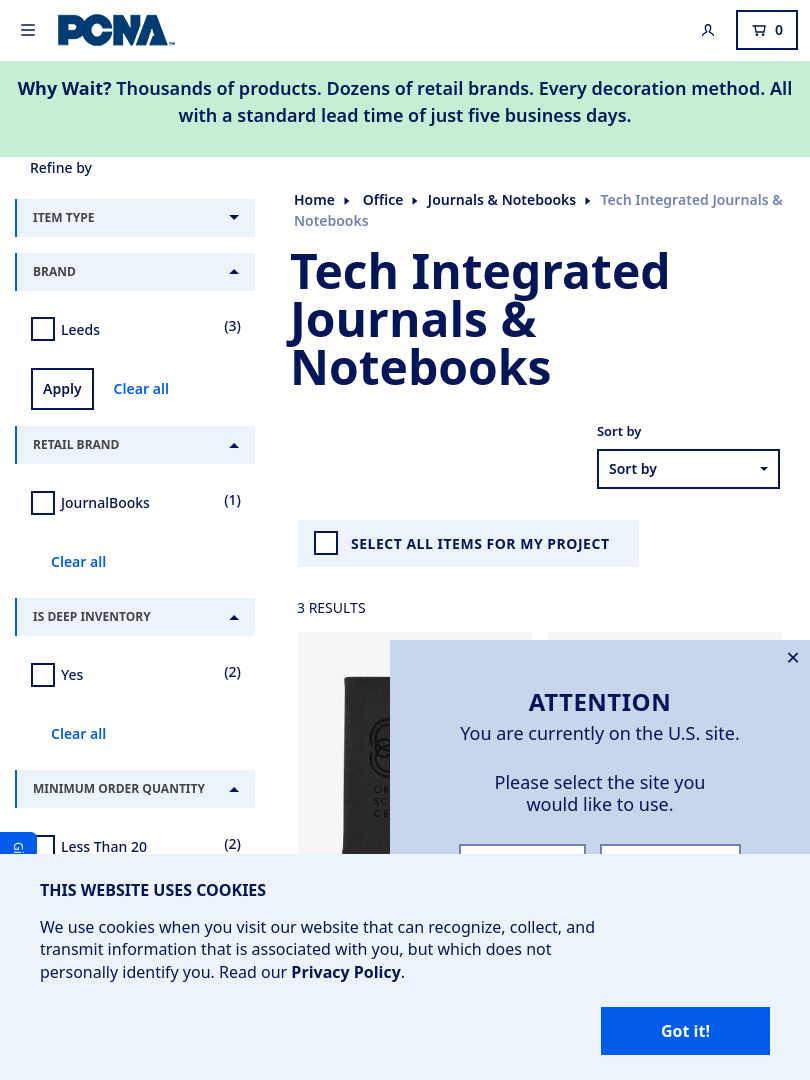 PCNA
0
Why Wait? Thousands of products. Dozens of retail brands. Every decoration method. All
with a standard lead time of just five business days.
Refine by
ITEM TYPE
BRAND
Leeds
(3)
Apply
Clear all
RETAIL BRAND
JournalBooks
(1)
Clear all
IS DEEP INVENTORY
Yes
(2)
Clear all
MINIMUM ORDER QUANTITY
Less Than 20
(2)
Home
Office
Journals & Notebooks
Tech Integrated Journals &
Notebooks
Tech Integrated
Journals &
Notebooks
Sort by
Sort by
SELECT ALL ITEMS FOR MY PROJECT
3 RESULTS
ATTENTION
You are currently on the U.S. site.
Please select the site you
would like to use.
THIS WEBSITE USES COOKIES
We use cookies when you visit our website that can recognize, collect, and
transmit information that is associated with you, but which does not
personally identify you. Read our Privacy Policy.
Got it!